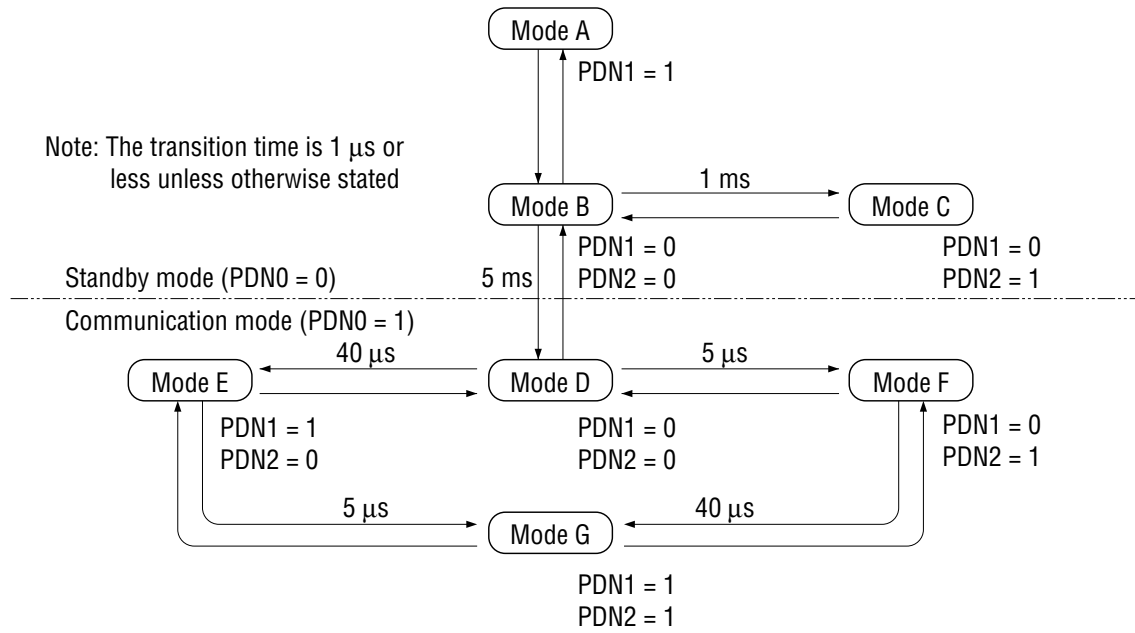 Mode A
PDN1 = 1
Note: The transition time is 1 μs or
less unless otherwise stated
1 ms
Mode B
Mode C
PDN1 = 0
PDN2 = 0
PDN1 = 0
PDN2 = 1
Standby mode (PDN0 = 0)
5 ms
Communication mode (PDN0 = 1)
40 μs
5 μs
Mode E
Mode D
Mode F
PDN1 = 1
PDN2 = 0
PDN1 = 0
PDN2 = 0
PDN1 = 0
PDN2 = 1
5 μs
40 μs
Mode G
PDN1 = 1
PDN2 = 1